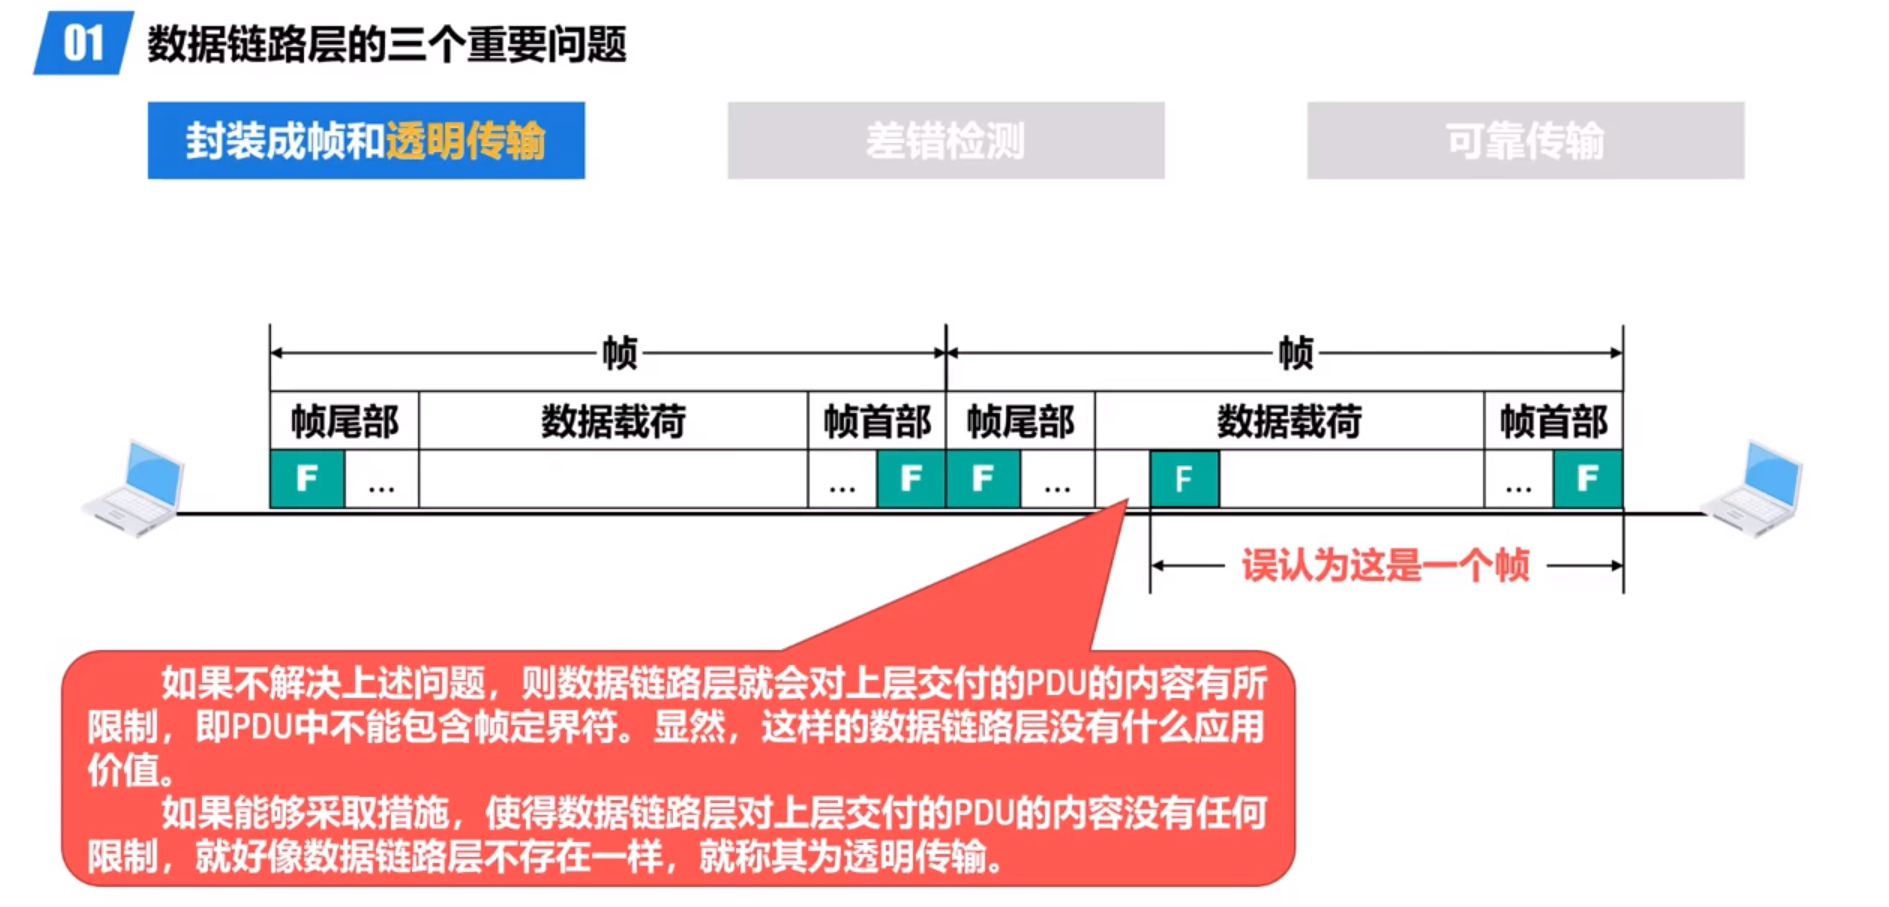 01 数据链路层的三个重要问题
封装成帧和透明传输 差错检测 可靠传输
帧 帧
帧尾部 数据载荷 帧首部 帧尾部 数据载荷 帧首部
F ... ... F F ... F ... F
误认为这是一个帧
如果不解决上述问题，则数据链路层就会对上层交付的PDU的内容有所
限制，即PDU中不能包含帧定界符。显然，这样的数据链路层没有什么应用
价值。
如果能够采取措施，使得数据链路层对上层交付的PDU的内容没有任何
限制，就好像数据链路层不存在一样，就称其为透明传输。